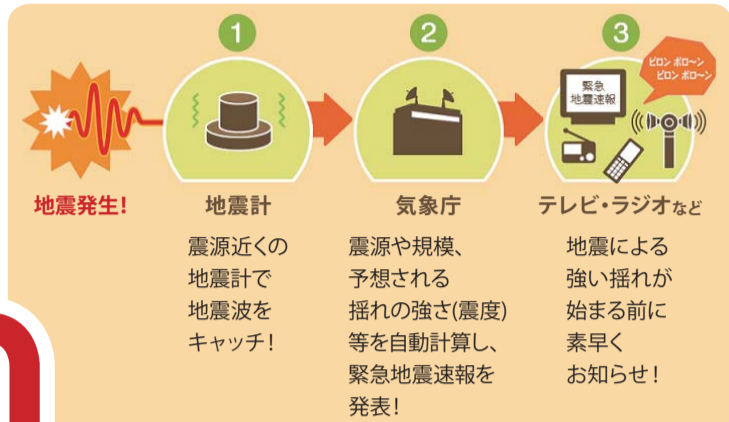 1
2
3
緊急
地震速報
ピロン ポローン
ピロン ポローン
地震発生!
地震計
気象庁
テレビ・ラジオなど
震源近くの
地震計で
地震波を
キャッチ!
震源や規模、
予想される
揺れの強さ(震度)
等を自動計算し、
緊急地震速報を
発表!
地震による
強い揺れが
始まる前に
素早く
お知らせ!